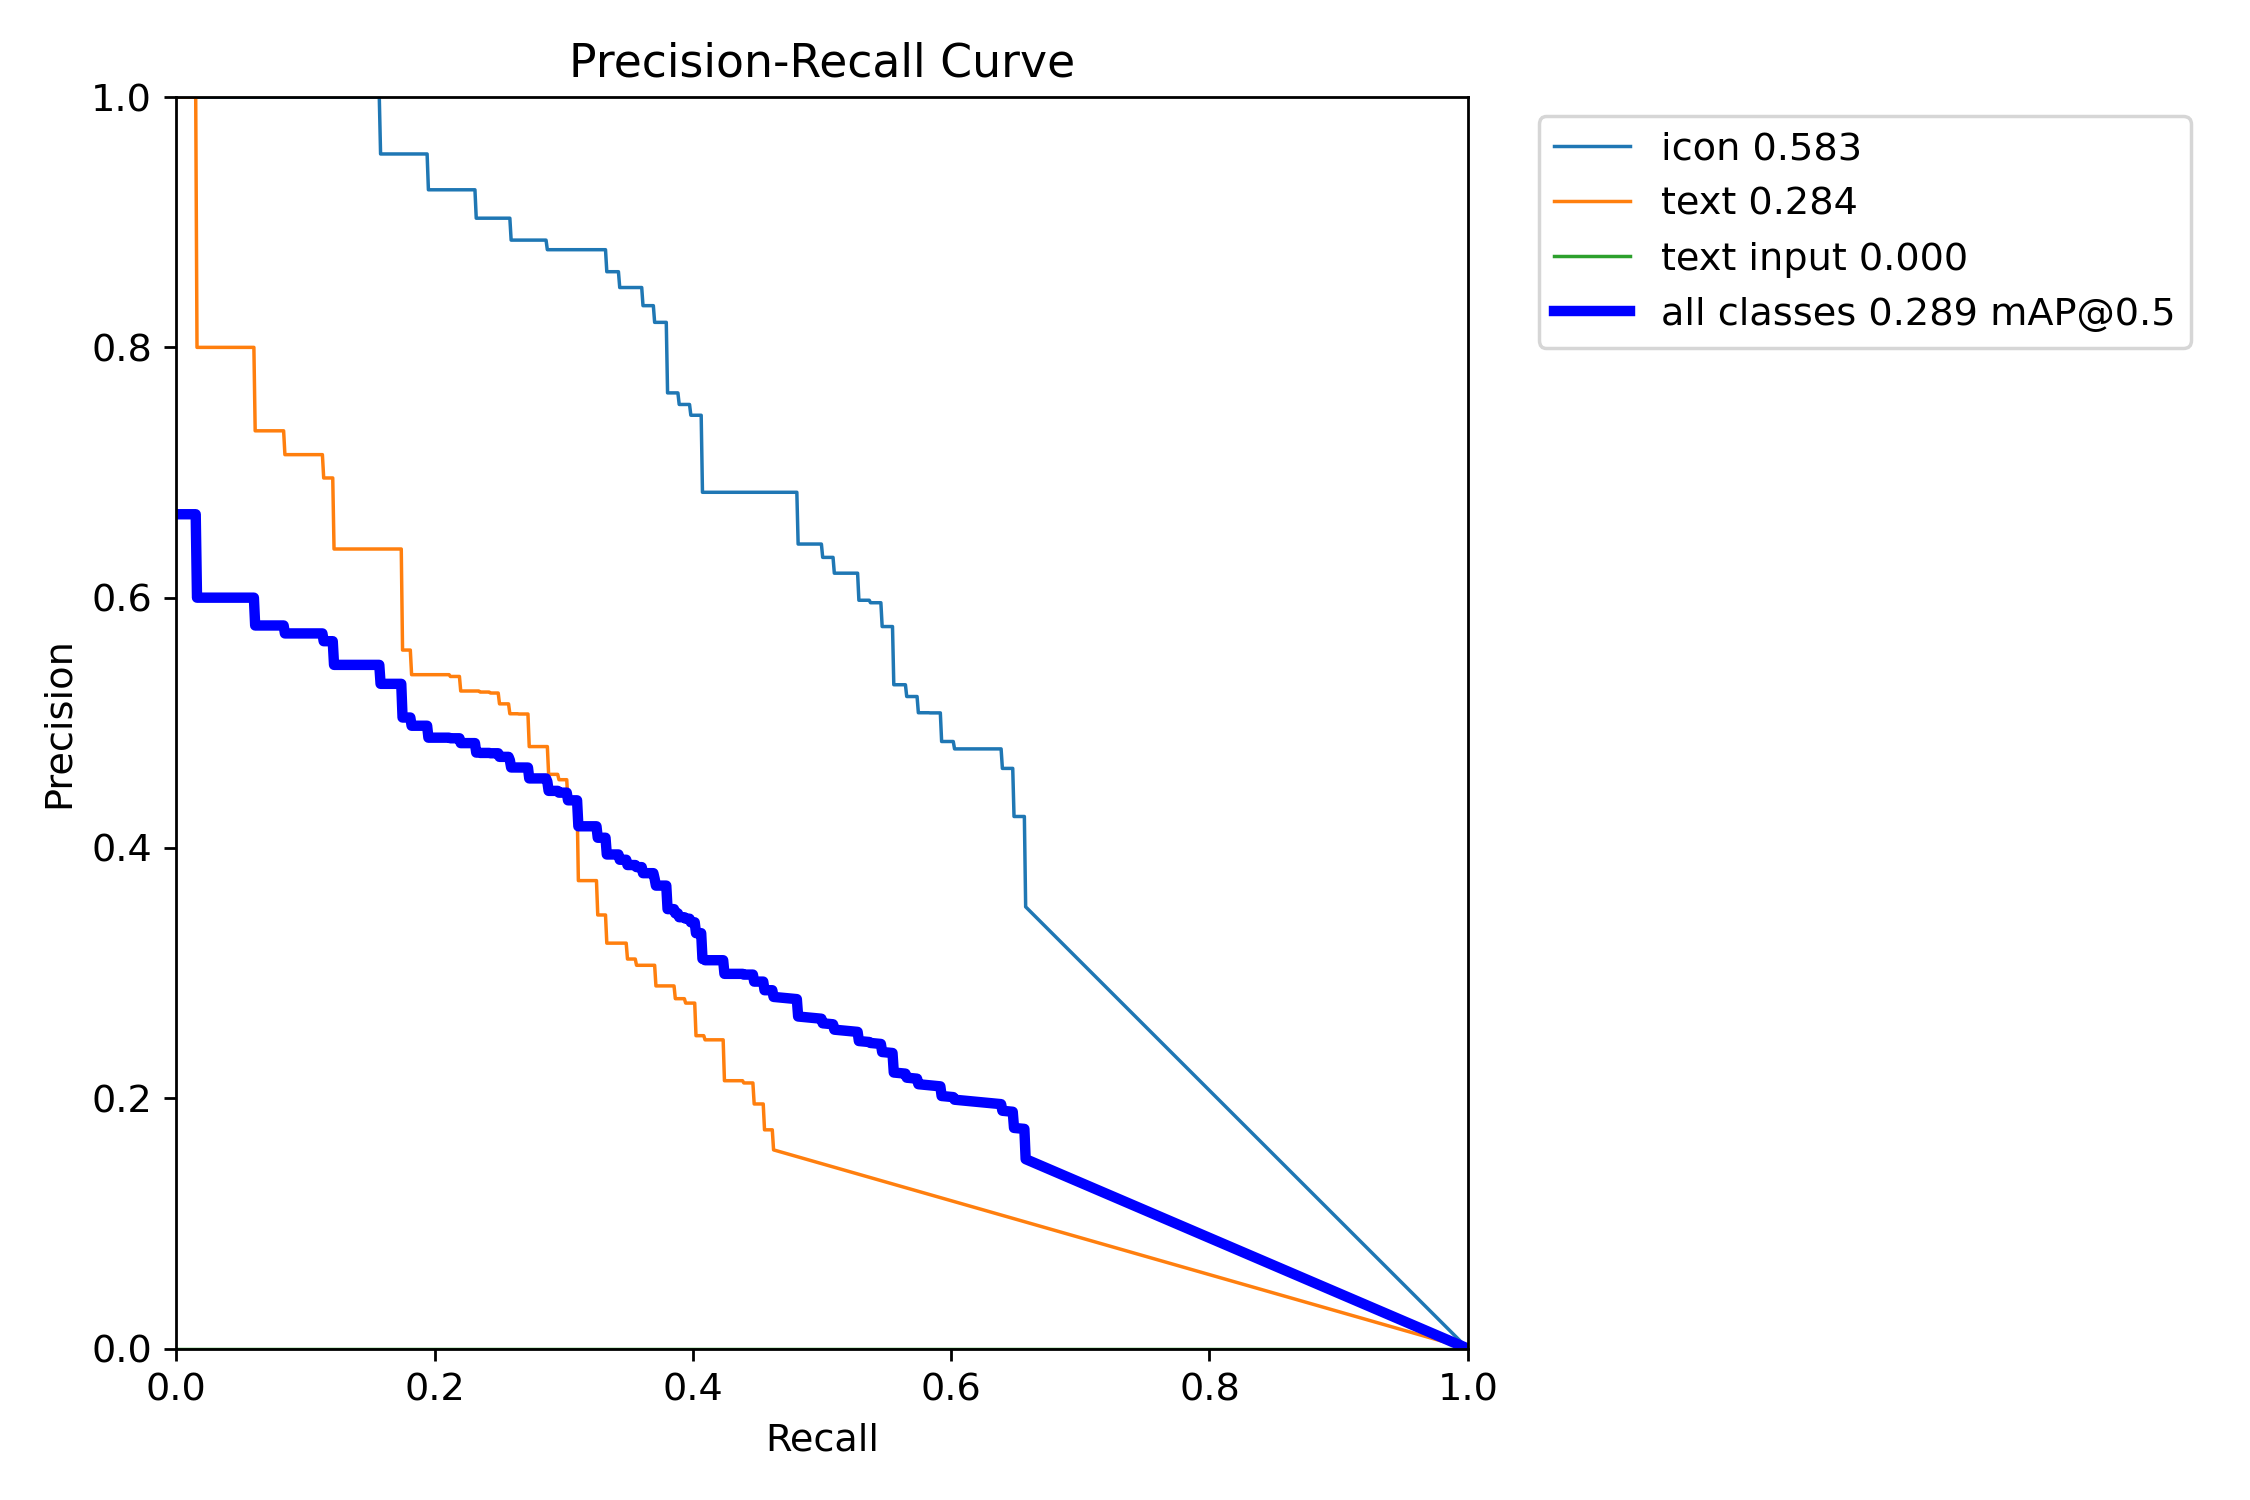 Precision-Recall Curve
1.0
0.8
0.6
0.4
0.2
0.0
Precision
0.0 0.2 0.4 0.6 0.8 1.0
Recall
icon 0.583
text 0.284
text input 0.000
all classes 0.289 mAP@0.5